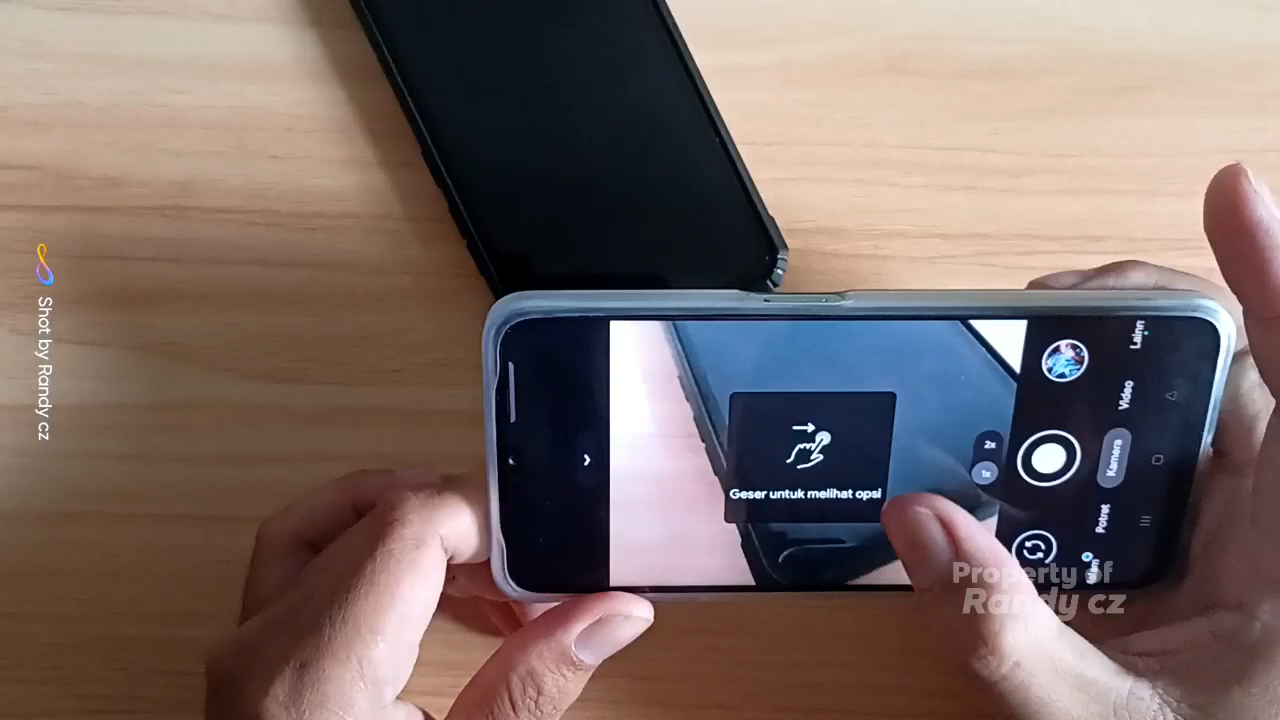 Shot by Randy cz
Geser untuk melihat opsi
2x
1x
Lainn
Video
Kamera
Potret
Property of
Randy cz